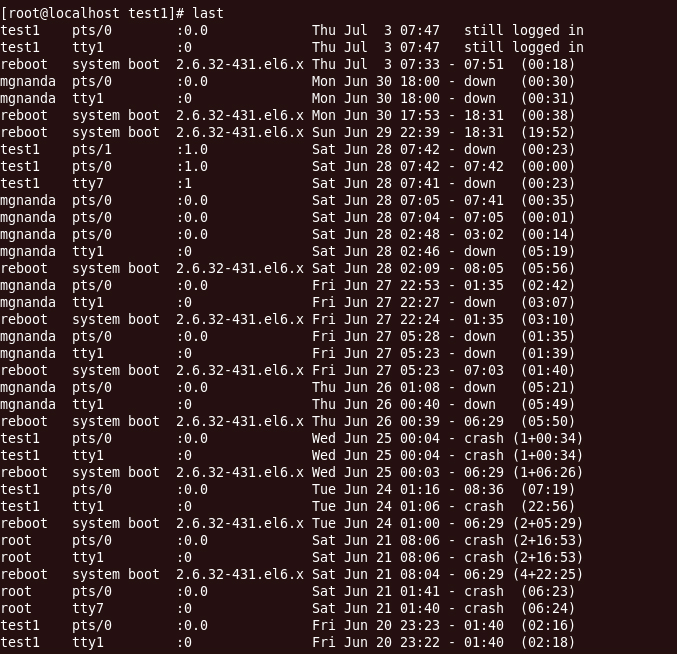 [root@localhost test1]# last
test1    pts/0        :0.0             Thu Jul  3 07:47   still logged in
test1    tty1         :0               Thu Jul  3 07:47   still logged in
reboot   system boot  2.6.32-431.el6.x Thu Jul  3 07:33 - 07:51  (00:18)
mgnanda  pts/0        :0.0             Mon Jun 30 18:00 - down   (00:30)
mgnanda  tty1         :0               Mon Jun 30 18:00 - down   (00:31)
reboot   system boot  2.6.32-431.el6.x Mon Jun 30 17:53 - 18:31  (00:38)
reboot   system boot  2.6.32-431.el6.x Sun Jun 29 22:39 - 18:31  (19:52)
test1    pts/1        :1.0             Sat Jun 28 07:42 - down   (00:23)
test1    pts/0        :1.0             Sat Jun 28 07:42 - 07:42  (00:00)
test1    tty7         :1               Sat Jun 28 07:41 - down   (00:23)
mgnanda  pts/0        :0.0             Sat Jun 28 07:05 - 07:41  (00:35)
mgnanda  pts/0        :0.0             Sat Jun 28 07:04 - 07:05  (00:01)
mgnanda  pts/0        :0.0             Sat Jun 28 02:48 - 03:02  (00:14)
mgnanda  tty1         :0               Sat Jun 28 02:46 - down   (05:19)
reboot   system boot  2.6.32-431.el6.x Sat Jun 28 02:09 - 08:05  (05:56)
mgnanda  pts/0        :0.0             Fri Jun 27 22:53 - 01:35  (02:42)
mgnanda  tty1         :0               Fri Jun 27 22:27 - down   (03:07)
reboot   system boot  2.6.32-431.el6.x Fri Jun 27 22:24 - 01:35  (03:10)
mgnanda  pts/0        :0.0             Fri Jun 27 05:28 - down   (01:35)
mgnanda  tty1         :0               Fri Jun 27 05:23 - down   (01:39)
reboot   system boot  2.6.32-431.el6.x Fri Jun 27 05:23 - 07:03  (01:40)
mgnanda  pts/0        :0.0             Thu Jun 26 01:08 - down   (05:21)
mgnanda  tty1         :0               Thu Jun 26 00:40 - down   (05:49)
reboot   system boot  2.6.32-431.el6.x Thu Jun 26 00:39 - 06:29  (05:50)
test1    pts/0        :0.0             Wed Jun 25 00:04 - crash (1+00:34)
test1    tty1         :0               Wed Jun 25 00:04 - crash (1+00:34)
reboot   system boot  2.6.32-431.el6.x Wed Jun 25 00:03 - 06:29 (1+06:26)
test1    pts/0        :0.0             Tue Jun 24 01:16 - 08:36  (07:19)
test1    tty1         :0               Tue Jun 24 01:06 - crash  (22:56)
reboot   system boot  2.6.32-431.el6.x Tue Jun 24 01:00 - 06:29 (2+05:29)
root     pts/0        :0.0             Sat Jun 21 08:06 - crash (2+16:53)
root     tty1         :0               Sat Jun 21 08:06 - crash (2+16:53)
reboot   system boot  2.6.32-431.el6.x Sat Jun 21 08:04 - 06:29 (4+22:25)
root     pts/0        :0.0             Sat Jun 21 01:41 - crash  (06:23)
root     tty7         :0               Sat Jun 21 01:40 - crash  (06:24)
test1    pts/0        :0.0             Fri Jun 20 23:23 - 01:40  (02:16)
test1    tty1         :0               Fri Jun 20 23:22 - 01:40  (02:18)